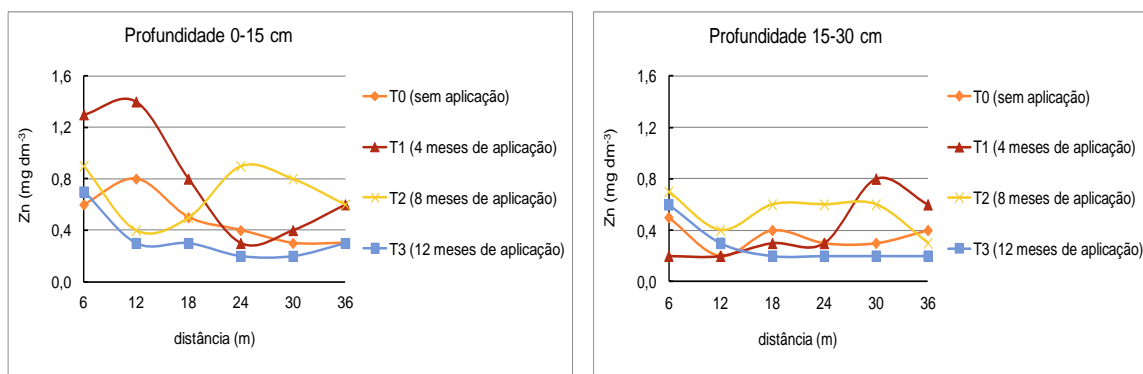 Profundidade 0-15 cm
1,6
1,2
0,8
0,4
0,0
Zn (mg dm-3)
6 12 18 24 30 36
distância (m)
T0 (sem aplicação)
T1 (4 meses de aplicação)
T2 (8 meses de aplicação)
T3 (12 meses de aplicação)
Profundidade 15-30 cm
1,6
1,2
0,8
0,4
0,0
Zn (mg dm-3)
6 12 18 24 30 36
distância (m)
T0 (sem aplicação)
T1 (4 meses de aplicação)
T2 (8 meses de aplicação)
T3 (12 meses de aplicação)